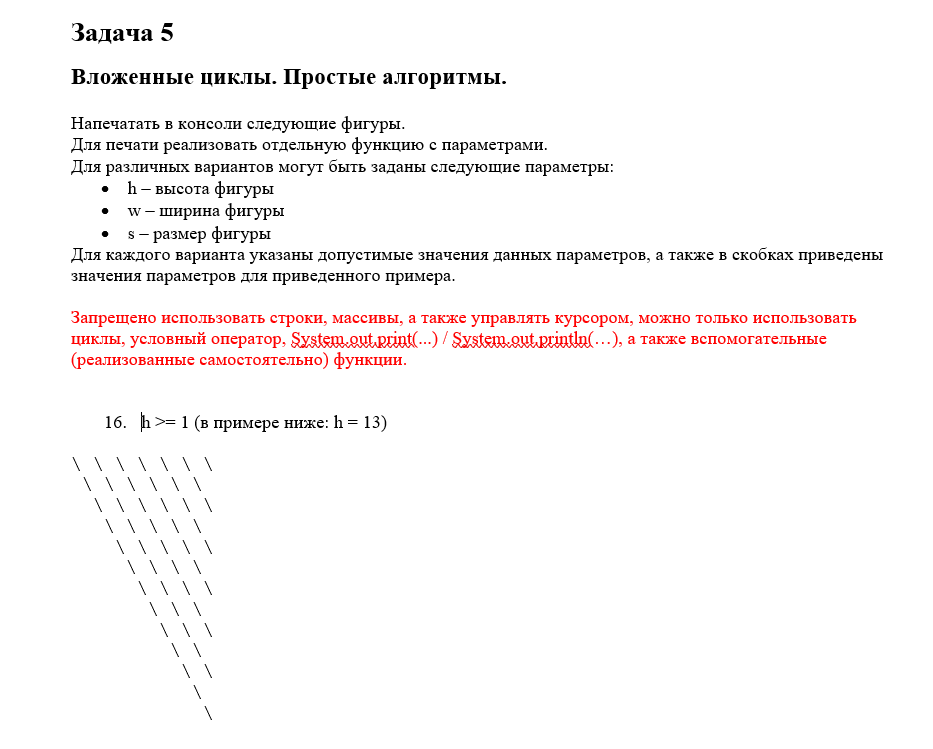 Задача 5
Вложенные циклы. Простые алгоритмы.
Напечатать в консоли следующие фигуры.
Для печати реализовать отдельную функцию с параметрами.
Для различных вариантов могут быть заданы следующие параметры:
• h – высота фигуры
• w – ширина фигуры
• s – размер фигуры
Для каждого варианта указаны допустимые значения данных параметров, а также в скобках приведены
значения параметров для приведенного примера.
Запрещено использовать строки, массивы, а также управлять курсором, можно только использовать
циклы, условный оператор, System.out.print(...) / System.out.println(…), а также вспомогательные
(реализованные самостоятельно) функции.
16. h >= 1 (в примере ниже: h = 13)
\ \ \ \ \ \ \
 \ \ \ \ \ \
  \ \ \ \ \ \
   \ \ \ \ \
    \ \ \ \ \
     \ \ \ \
      \ \ \ \
       \ \ \
        \ \ \
         \ \
          \ \
           \
            \